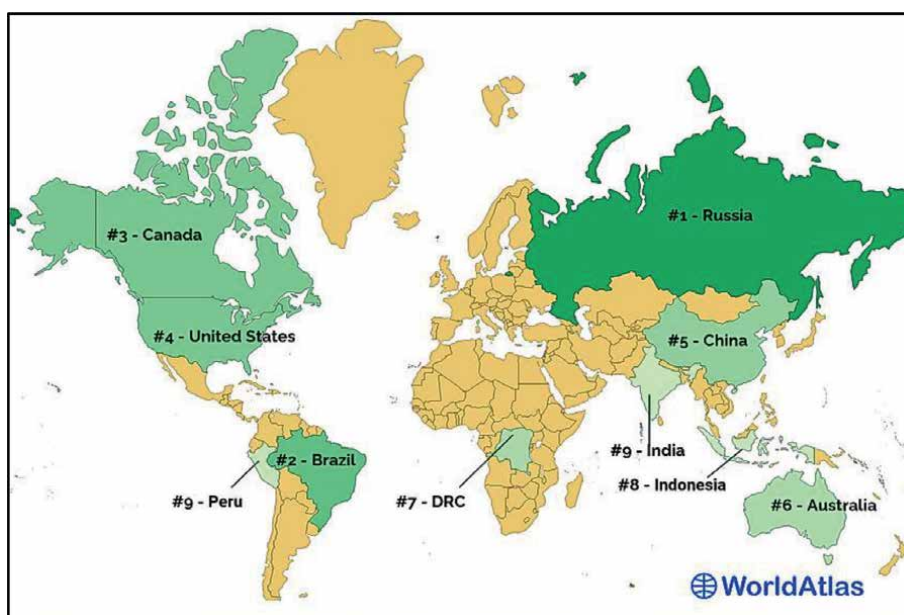 #1 - Russia
#3 - Canada
#4 - United States
#5 - China
#9 - India
#2 - Brazil
#8 - Indonesia
#9 - Peru
#7 - DRC
#6 - Australia
WorldAtlas